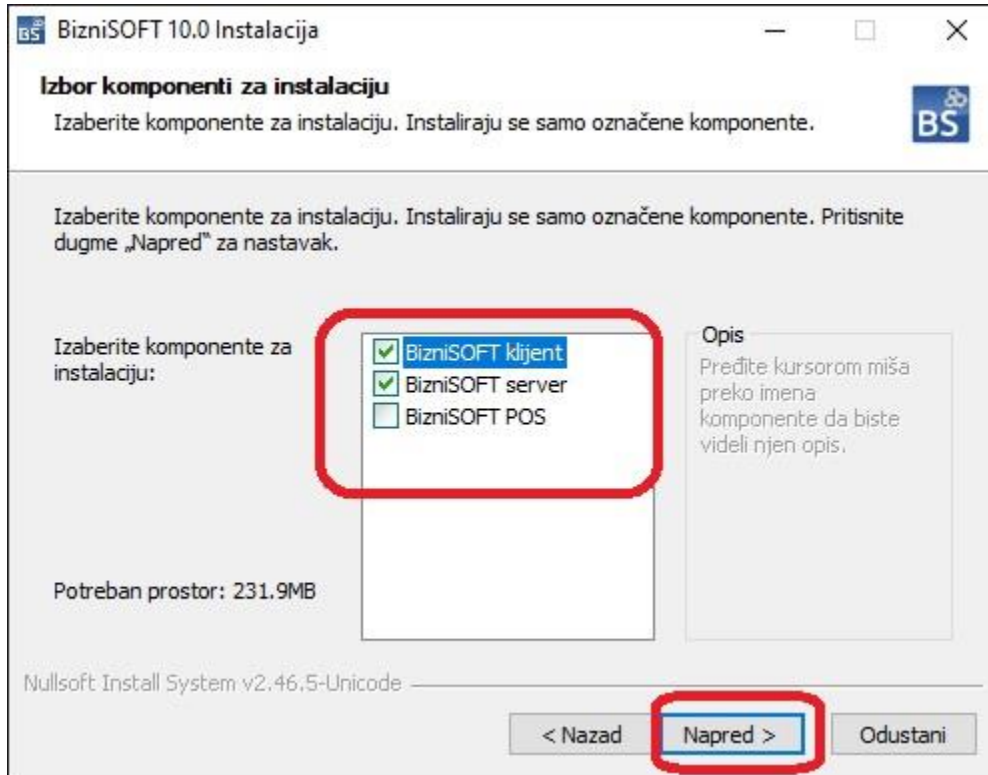 BS BizniSOFT 10.0 Instalacija
Izbor komponenti za instalaciju
Izaberite komponente za instalaciju. Instaliraju se samo označene komponente.
BS
Izaberite komponente za instalaciju. Instaliraju se samo označene komponente. Pritisnite
dugme „Napred“ za nastavak.
Izaberite komponente za
instalaciju:
BizniSOFT klijent
BizniSOFT server
BizniSOFT POS
Opis
Pređite kursorom miša
preko imena
komponente da biste
videli njen opis.
Potreban prostor: 231.9MB
Nullsoft Install System v2.46.5-Unicode
< Nazad
Napred >
Odustani